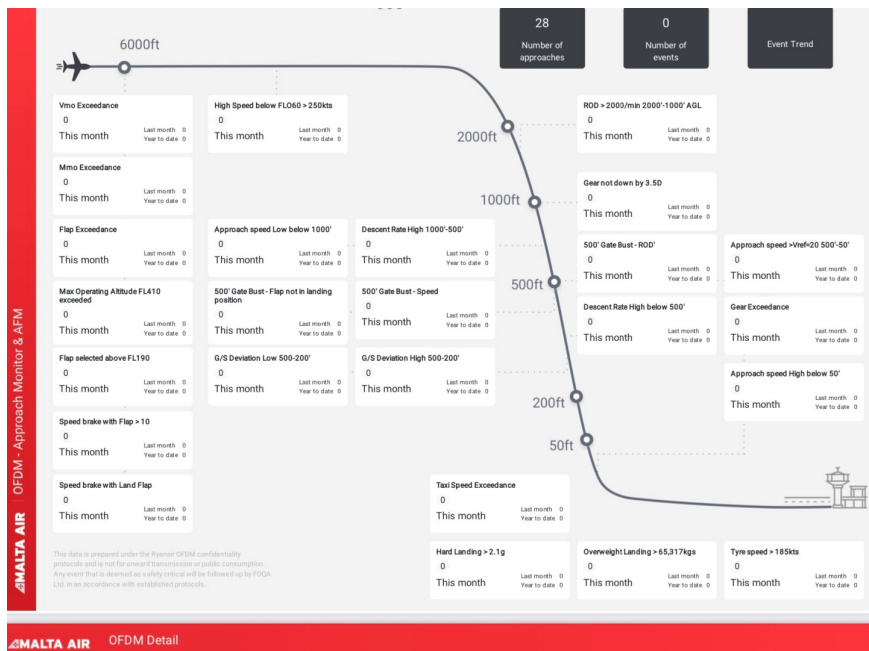 28
Number of
approaches
0
Number of
events
Event Trend
6000ft
2000ft
1000ft
500ft
200ft
50ft
Vmo Exceedance
0
This month
Last month 0
Year to date 0
High Speed below FLO60 > 250kts
0
This month
Last month 0
Year to date 0
ROD > 2000/min 2000'-1000' AGL
0
This month
Last month 0
Year to date 0
Mmo Exceedance
0
This month
Last month 0
Year to date 0
Gear not down by 3.5D
0
This month
Last month 0
Year to date 0
Flap Exceedance
0
This month
Last month 0
Year to date 0
Approach speed Low below 1000'
0
This month
Last month 0
Year to date 0
Descent Rate High 1000'-500'
0
This month
Last month 0
Year to date 0
500' Gate Bust - ROD'
0
This month
Last month 0
Year to date 0
Approach speed >Vref=20 500'-50'
0
This month
Last month 0
Year to date 0
Max Operating Altitude FL410
exceeded
0
This month
Last month 0
Year to date 0
500' Gate Bust - Flap not in landing
position
0
This month
Last month 0
Year to date 0
500' Gate Bust - Speed
0
This month
Last month 0
Year to date 0
Descent Rate High below 500'
0
This month
Last month 0
Year to date 0
Gear Exceedance
0
This month
Last month 0
Year to date 0
Flap selected above FL190
0
This month
Last month 0
Year to date 0
G/S Deviation Low 500-200'
0
This month
Last month 0
Year to date 0
G/S Deviation High 500-200'
0
This month
Last month 0
Year to date 0
Approach speed High below 50'
0
This month
Last month 0
Year to date 0
Speed brake with Flap > 10
0
This month
Last month 0
Year to date 0
Speed brake with Land Flap
0
This month
Last month 0
Year to date 0
Taxi Speed Exceedance
0
This month
Last month 0
Year to date 0
Hard Landing > 2.1g
0
This month
Last month 0
Year to date 0
Overweight Landing > 65,317kgs
0
This month
Last month 0
Year to date 0
Tyre speed > 185kts
0
This month
Last month 0
Year to date 0
This data is prepared under the Ryanair OFDM confidentiality
protocols and is not for onward transmission or public consumption.
Any event that is deemed as safety critical will be followed up by FOQA
Ltd. in an accordance with established protocols.
MALTA AIR | OFDM - Approach Monitor & AFM
MALTA AIR OFDM Detail